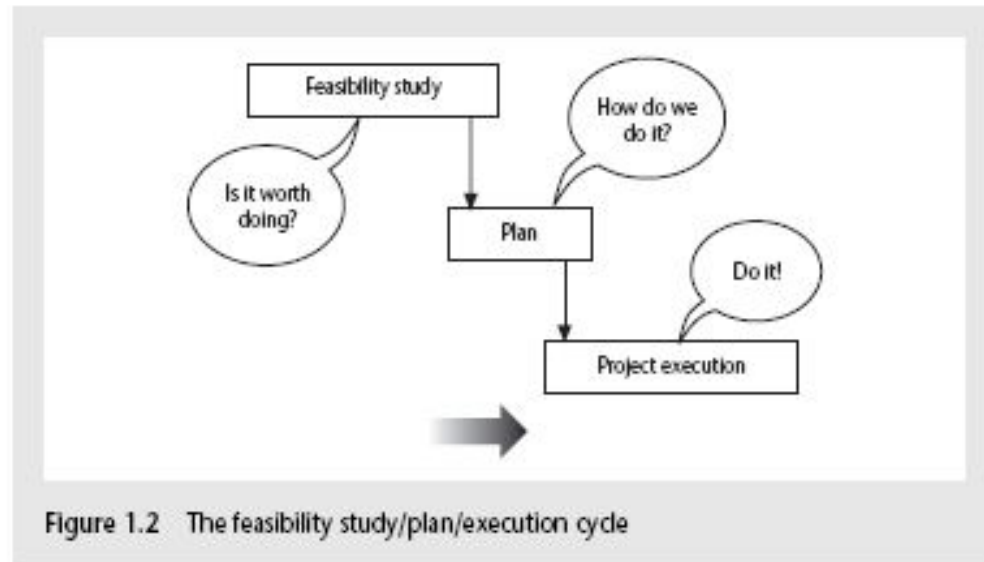 Feasibility study
How do we
do it?
Is it worth
doing?
Plan
Do it!
Project execution
Figure 1.2 The feasibility study/plan/execution cycle